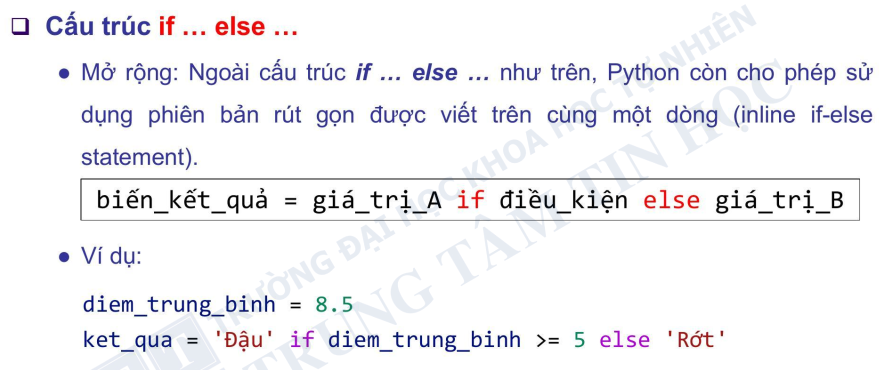 ❑ Cấu trúc if … else …
● Mở rộng: Ngoài cấu trúc if … else … như trên, Python còn cho phép sử
dụng phiên bản rút gọn được viết trên cùng một dòng (inline if-else
statement).
biến_kết_quả = giá_trị_A if điều_kiện else giá_trị_B
● Ví dụ:
diem_trung_binh = 8.5
ket_qua = 'Đậu' if diem_trung_binh >= 5 else 'Rớt'
TRƯỜNG ĐẠI HỌC KHOA HỌC TỰ NHIÊN
TRUNG TÂM TIN HỌC